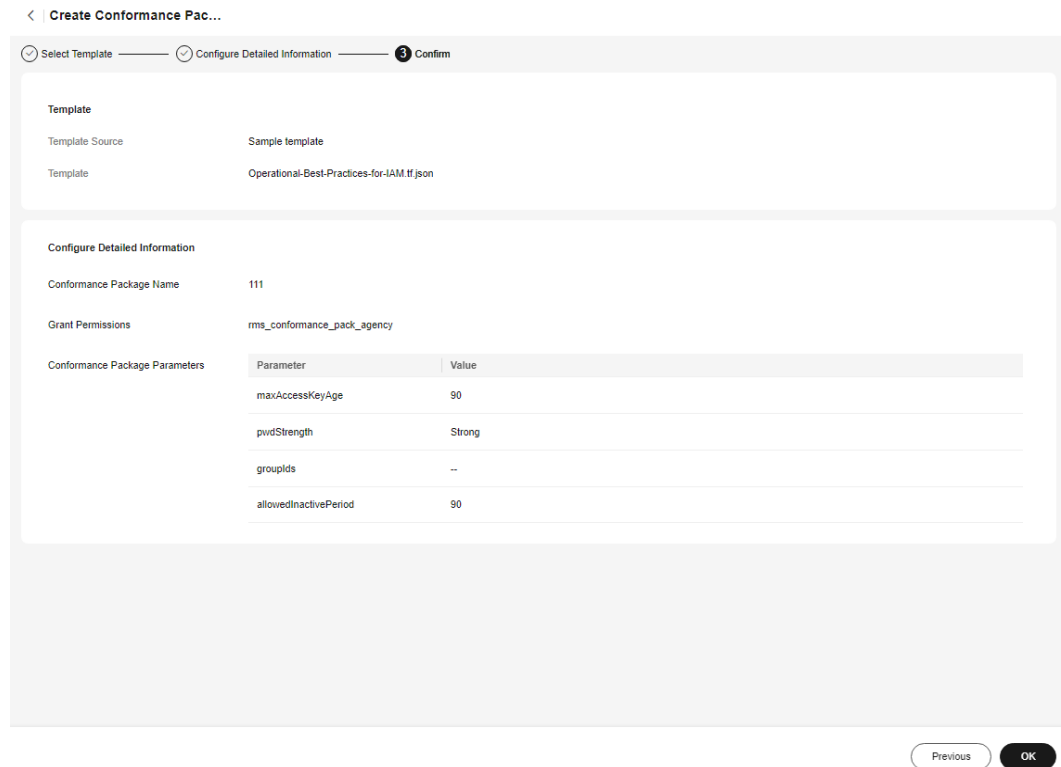 Create Conformance Pac...
Select Template Configure Detailed Information 3 Confirm
Template
Template Source Sample template
Template Operational-Best-Practices-for-IAM.tf.json
Configure Detailed Information
Conformance Package Name 111
Grant Permissions rms_conformance_pack_agency
Conformance Package Parameters Parameter Value
maxAccessKeyAge 90
pwdStrength Strong
groupIds --
allowedInactivePeriod 90
Previous OK